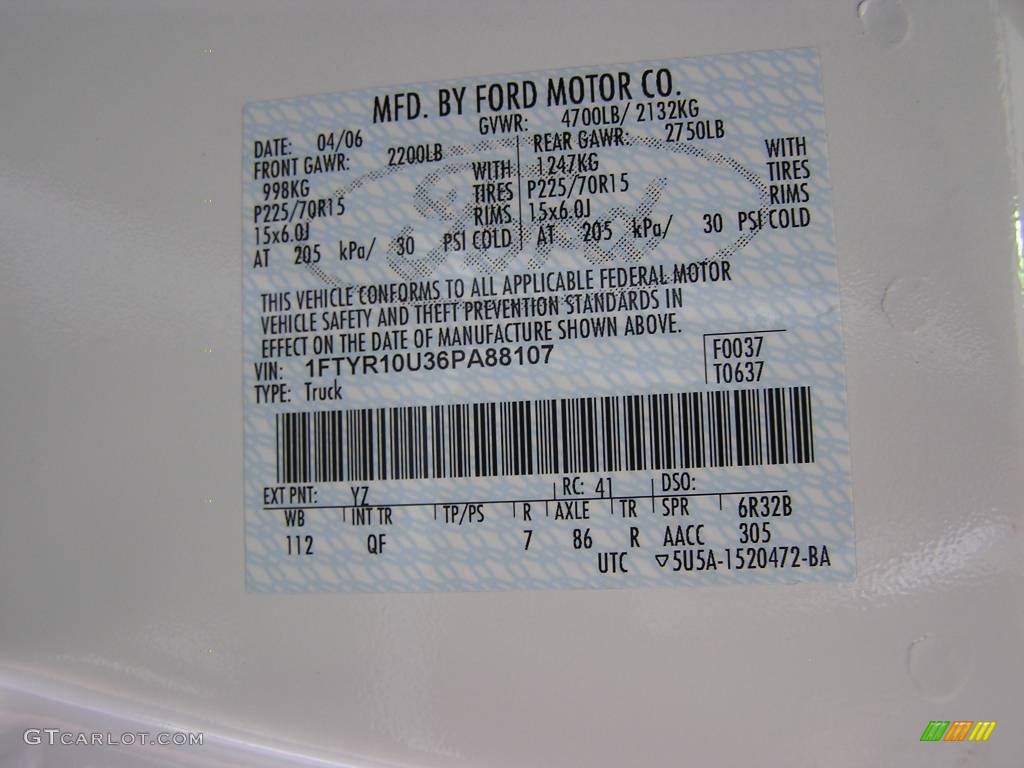 MFD. BY FORD MOTOR CO.
DATE: 04/06 GVWR: 4700LB/ 2132KG
FRONT GAWR: 2200LB REAR GAWR: 2750LB
998KG WITH 1247KG WITH
P225/70R15 TIRES P225/70R15 TIRES
15x6.0J RIMS 15x6.0J RIMS
AT 205 kPa/ 30 PSI COLD AT 205 kPa/ 30 PSI COLD
THIS VEHICLE CONFORMS TO ALL APPLICABLE FEDERAL MOTOR
VEHICLE SAFETY AND THEFT PREVENTION STANDARDS IN
EFFECT ON THE DATE OF MANUFACTURE SHOWN ABOVE.
VIN: 1FTYR10U36PA88107 F0037
TYPE: Truck T0637
EXT PNT: YZ RC: 41 DSO:
WB INT TR TP/PS R AXLE TR SPR 6R32B
112 QF 7 86 R AACC 305
UTC ▽5U5A-1520472-BA
Ford
GTCARLOT.COM